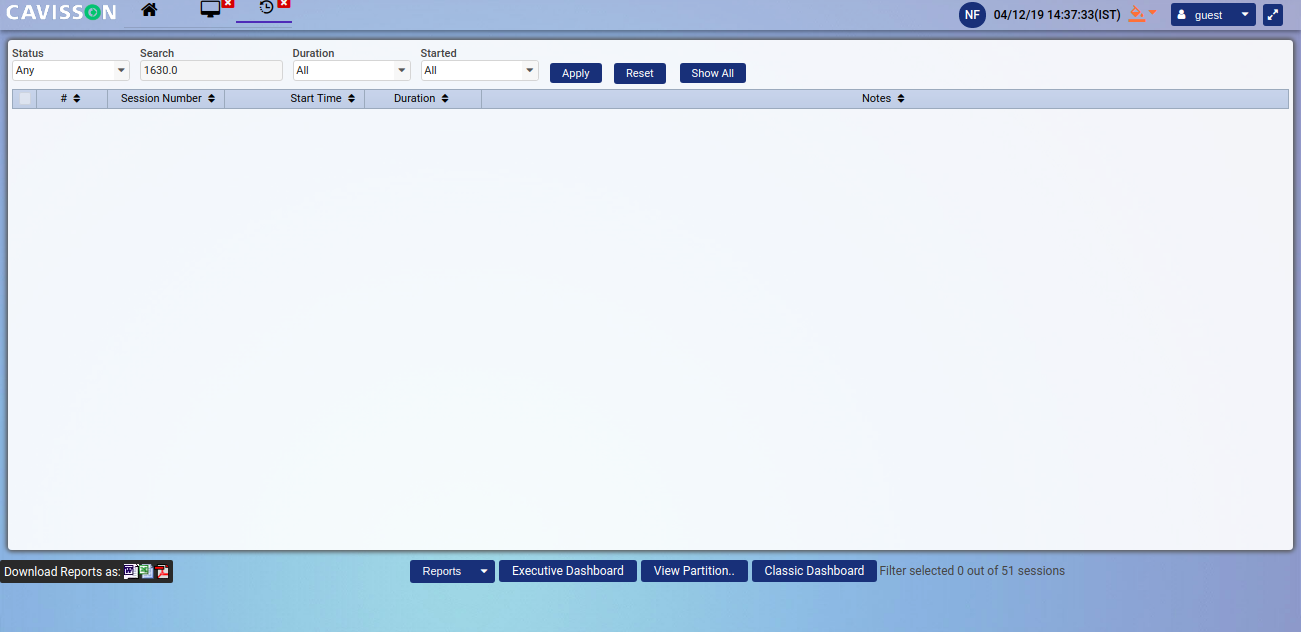 CAVISSON
NF 04/12/19 14:37:33(IST) guest
Status Search Duration Started
Any 1630.0 All All Apply Reset Show All
# Session Number Start Time Duration Notes
Download Reports as: Reports Executive Dashboard View Partition.. Classic Dashboard Filter selected 0 out of 51 sessions